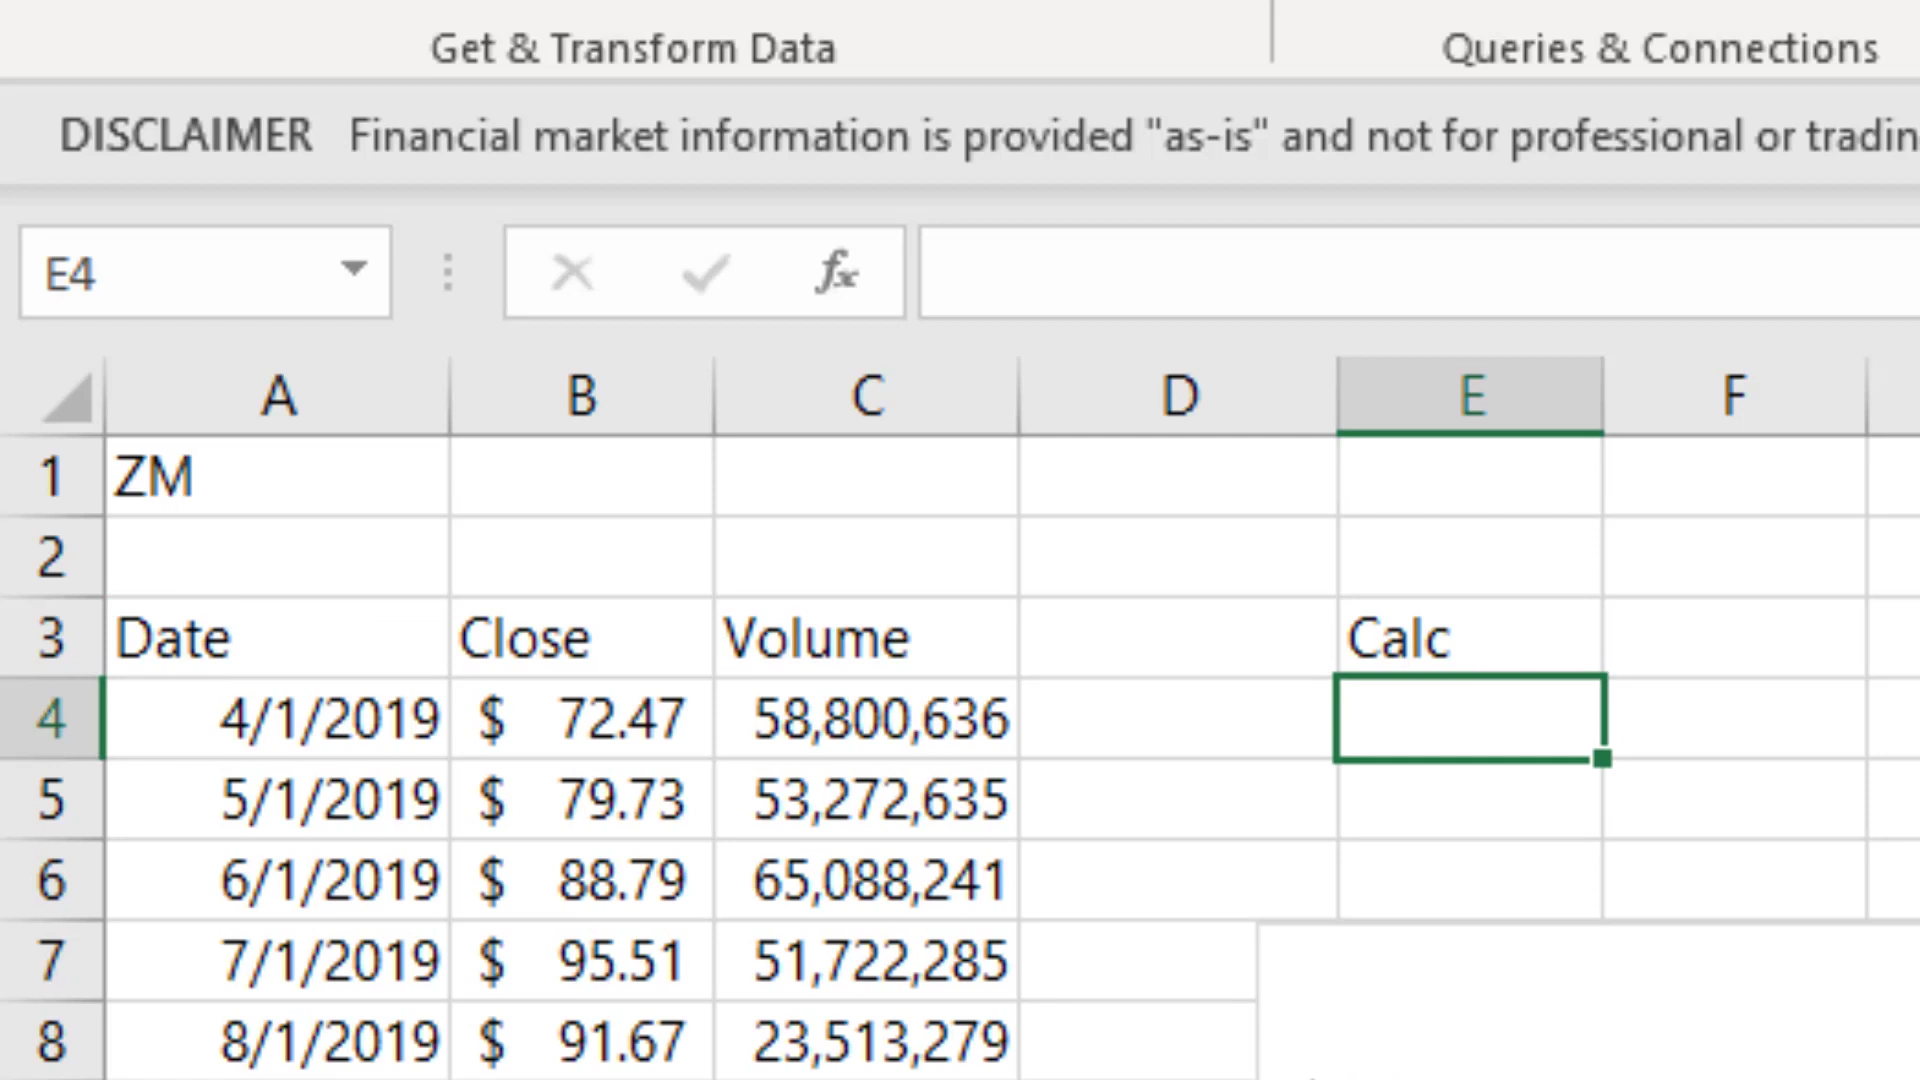 Get & Transform Data Queries & Connections
DISCLAIMER Financial market information is provided "as-is" and not for professional or tradin
E4 fx
A B C D E F
1 ZM
2
3 Date Close Volume Calc
4 4/1/2019 $ 72.47 58,800,636
5 5/1/2019 $ 79.73 53,272,635
6 6/1/2019 $ 88.79 65,088,241
7 7/1/2019 $ 95.51 51,722,285
8 8/1/2019 $ 91.67 23,513,279